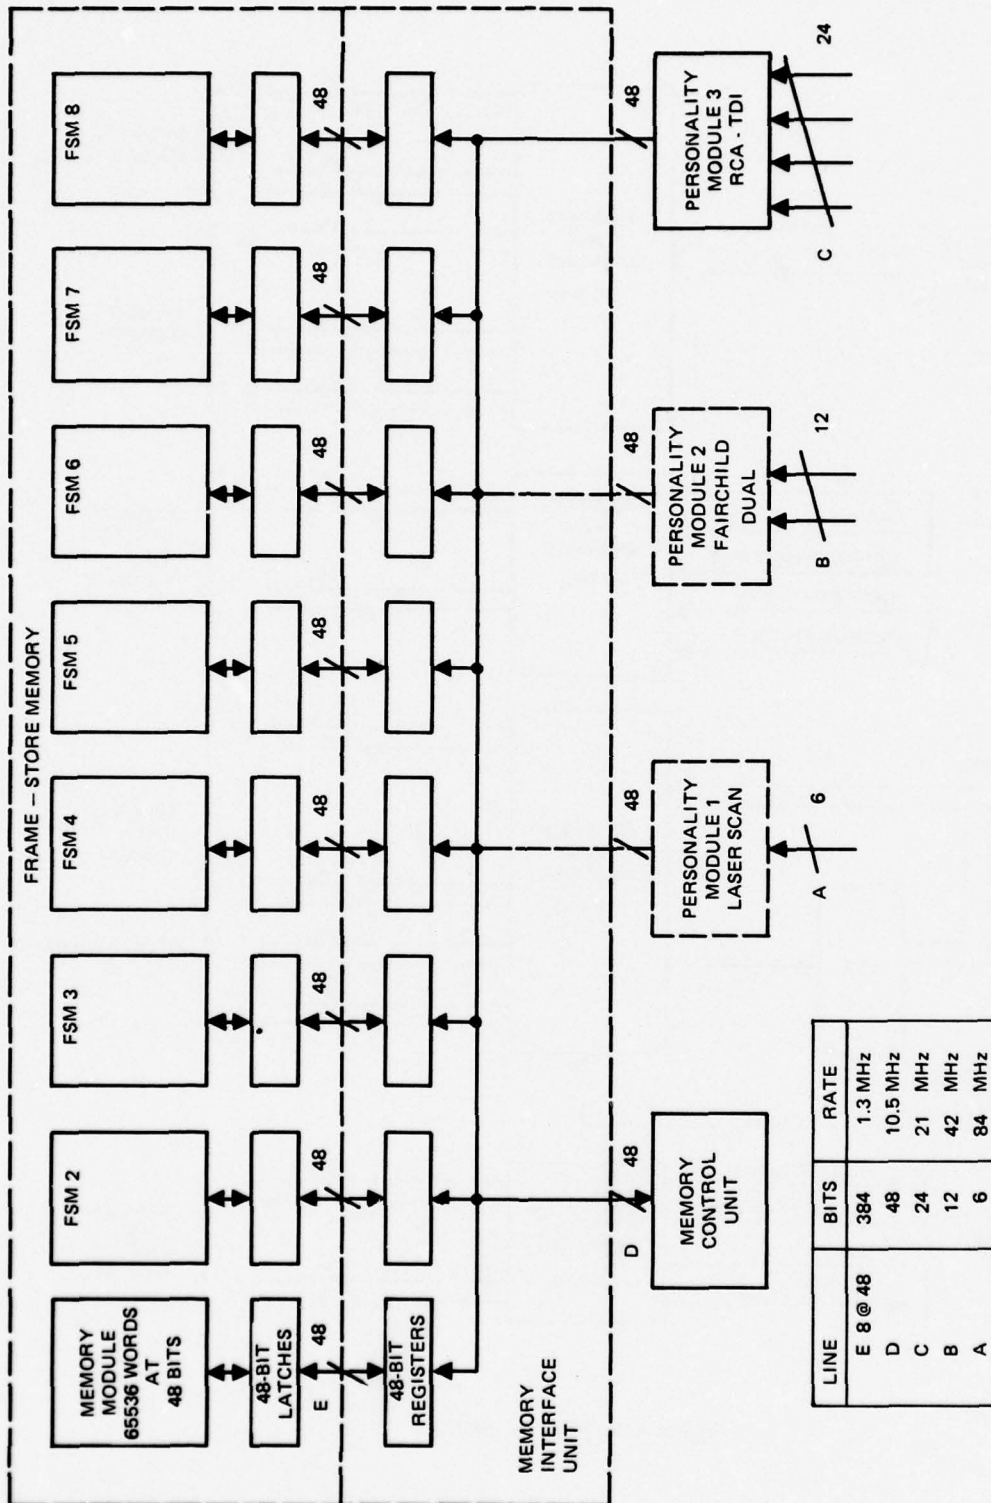 FRAME – STORE MEMORY
MEMORY
MODULE
65536 WORDS
AT
48 BITS
FSM 2
FSM 3
FSM 4
FSM 5
FSM 6
FSM 7
FSM 8
48-BIT
LATCHES
E
48
48
48
48
48
48
48
48
48-BIT
REGISTERS
MEMORY
INTERFACE
UNIT
D
48
48
48
48
MEMORY
CONTROL
UNIT
PERSONALITY
MODULE 1
LASER SCAN
PERSONALITY
MODULE 2
FAIRCHILD
DUAL
PERSONALITY
MODULE 3
RCA - TDI
A
6
B
12
C
24
LINE BITS RATE
E 8 @ 48 384 1.3 MHz
D 48 10.5 MHz
C 24 21 MHz
B 12 42 MHz
A 6 84 MHz